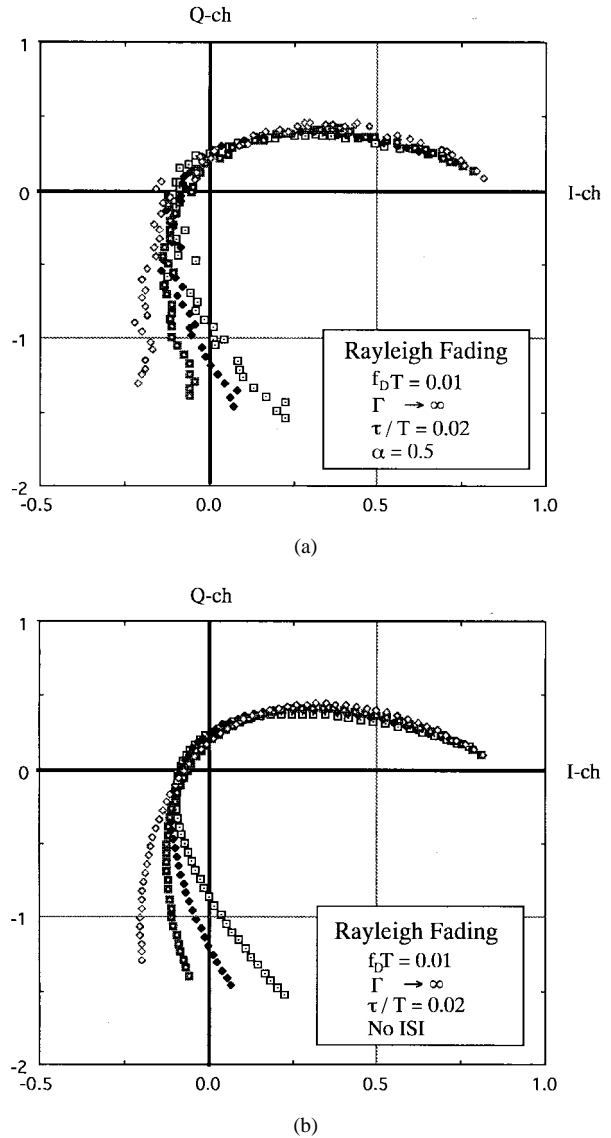 Q-ch
1
0
I-ch
-1
Rayleigh Fading
f_D T = 0.01
Γ → ∞
τ / T = 0.02
α = 0.5
-2
-0.5
0.0
0.5
1.0
(a)
Q-ch
1
0
I-ch
-1
Rayleigh Fading
f_D T = 0.01
Γ → ∞
τ / T = 0.02
No ISI
-2
-0.5
0.0
0.5
1.0
(b)